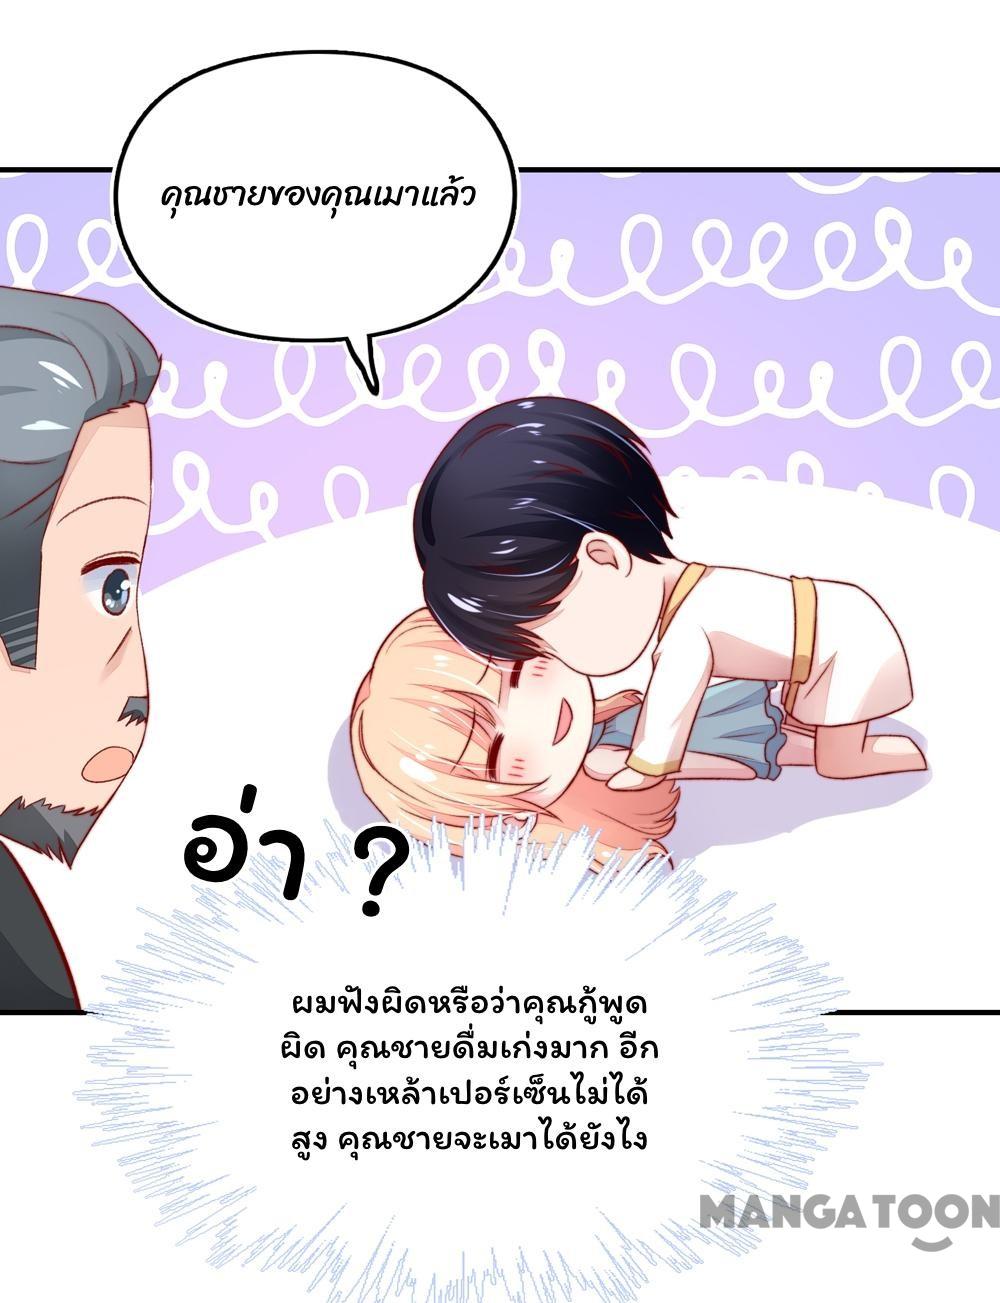 คุณชายของคุณเมาแล้ว
อ่า ?
ผมฟังผิดหรือว่าคุณกู้พูด
ผิด คุณชายดื่มเก่งมาก อีก
อย่างเหล้าเปอร์เซ็นไม่ได้
สูง คุณชายจะเมาได้ยังไง
MANGATOON